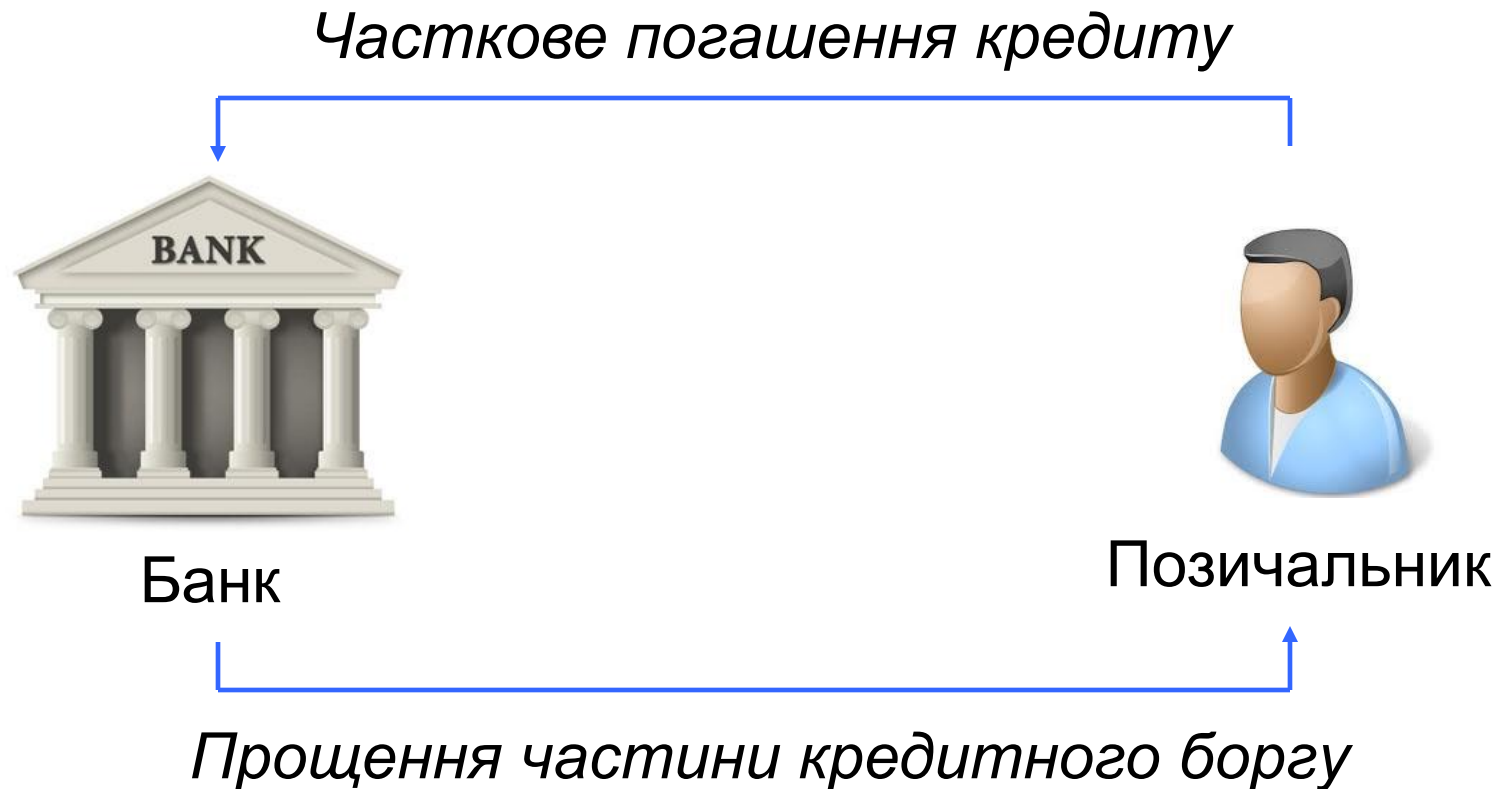 Часткове погашення кредиту
BANK
Банк
Позичальник
Прощення частини кредитного боргу